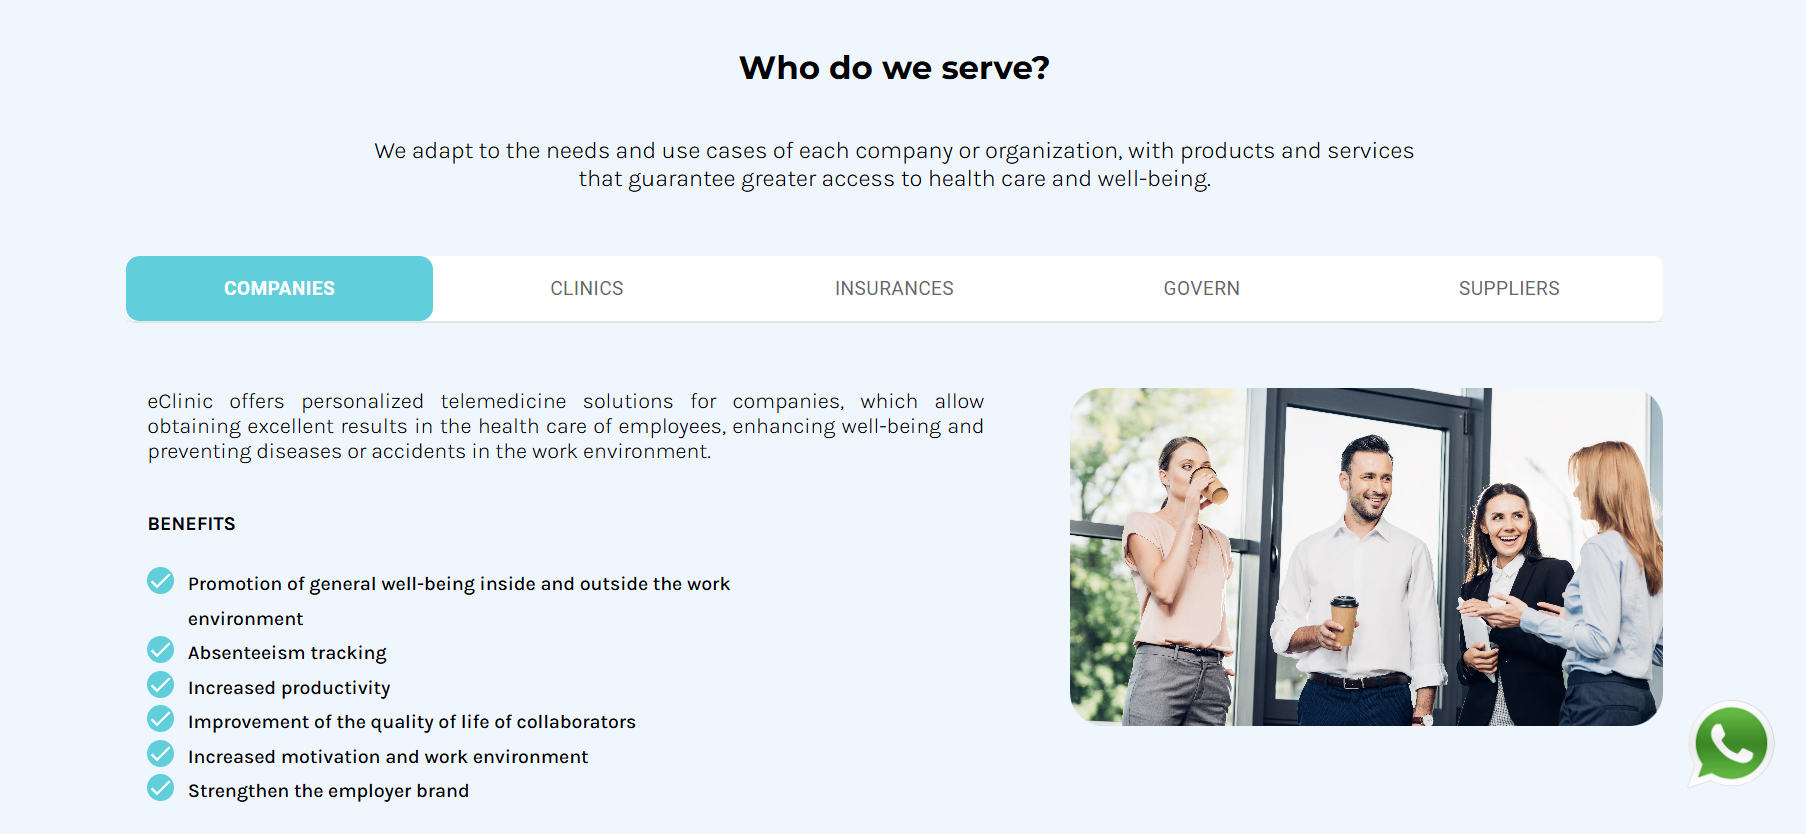 Who do we serve?
We adapt to the needs and use cases of each company or organization, with products and services
that guarantee greater access to health care and well-being.
COMPANIES
CLINICS
INSURANCES
GOVERN
SUPPLIERS
eClinic offers personalized telemedicine solutions for companies, which allow
obtaining excellent results in the health care of employees, enhancing well-being and
preventing diseases or accidents in the work environment.
BENEFITS
Promotion of general well-being inside and outside the work
environment
Absenteeism tracking
Increased productivity
Improvement of the quality of life of collaborators
Increased motivation and work environment
Strengthen the employer brand